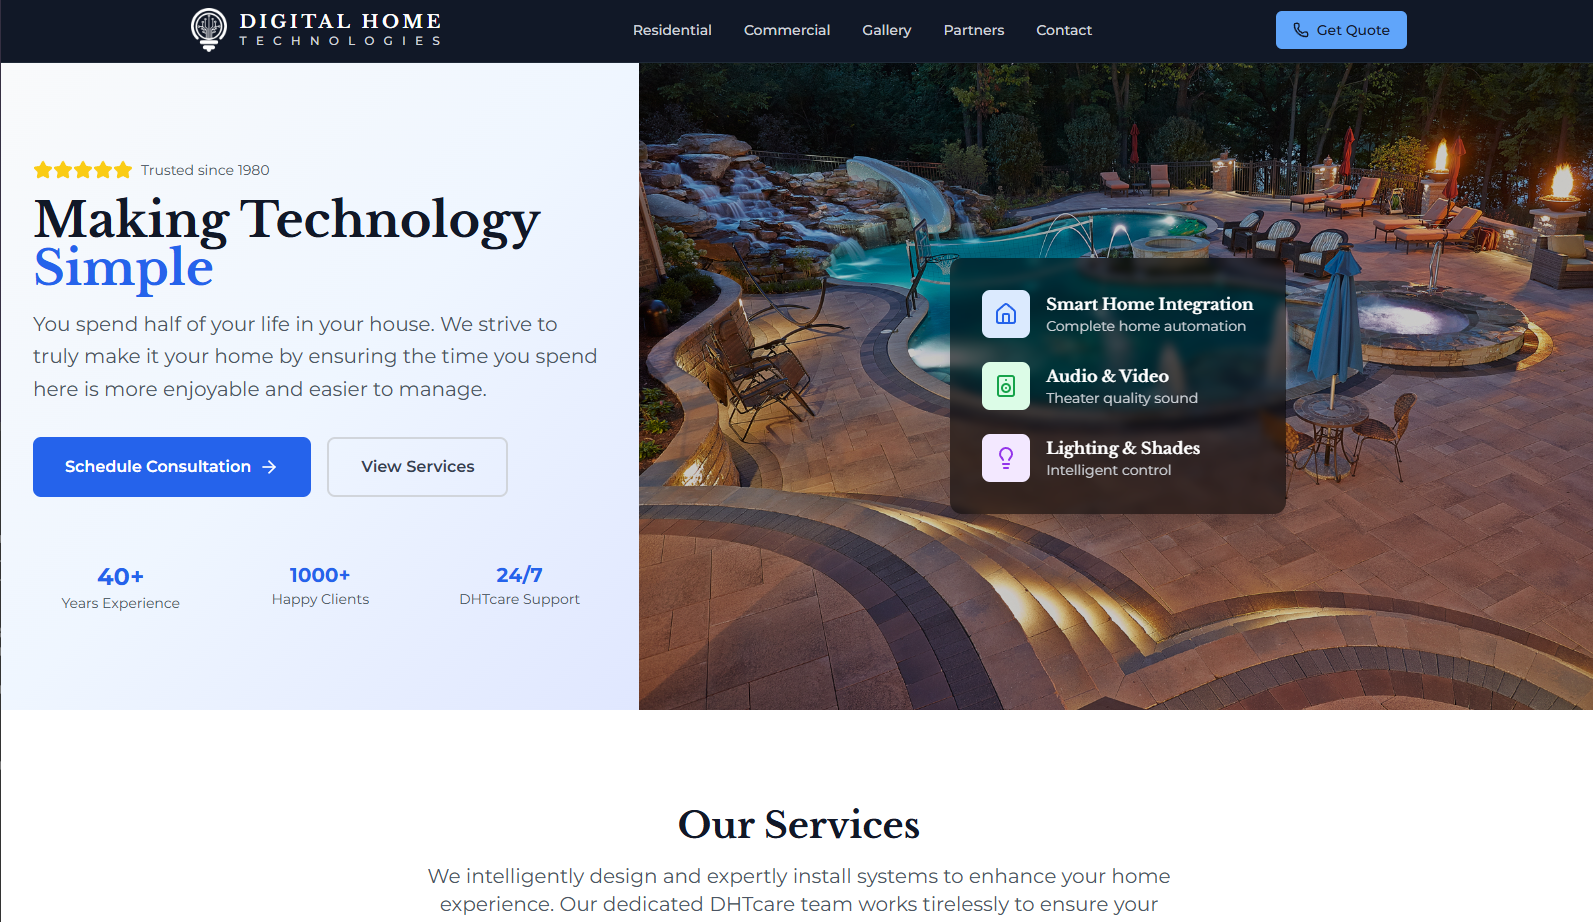 DIGITAL HOME
TECHNOLOGIES
Residential
Commercial
Gallery
Partners
Contact
Get Quote
Trusted since 1980
Making Technology
Simple
You spend half of your life in your house. We strive to
truly make it your home by ensuring the time you spend
here is more enjoyable and easier to manage.
Schedule Consultation
View Services
40+
Years Experience
1000+
Happy Clients
24/7
DHTcare Support
Smart Home Integration
Complete home automation
Audio & Video
Theater quality sound
Lighting & Shades
Intelligent control
Our Services
We intelligently design and expertly install systems to enhance your home
experience. Our dedicated DHTcare team works tirelessly to ensure your